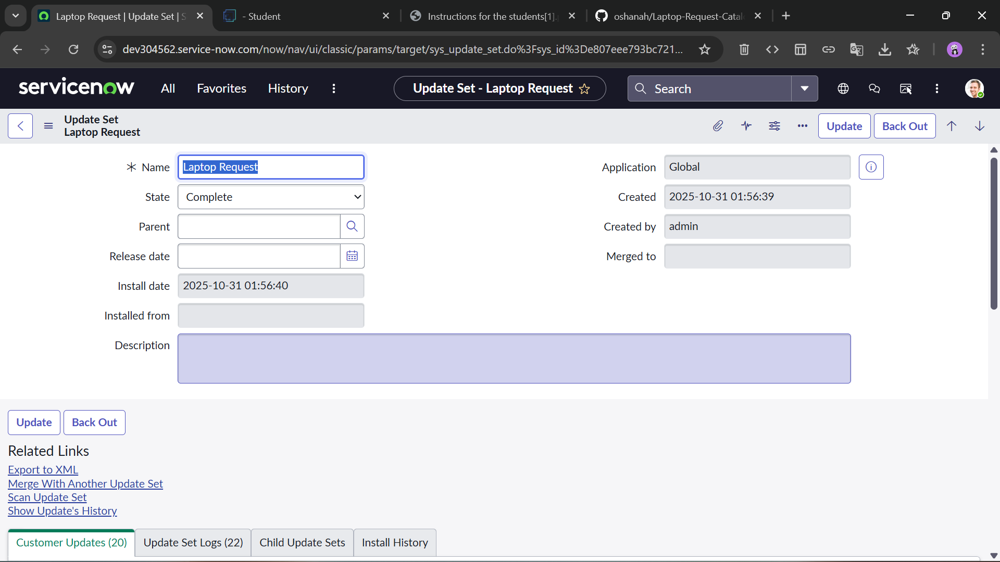 Laptop Request | Update Set | S
- Student
Instructions for the students[1].
oshanah/Laptop-Request-Catal
dev304562.service-now.com/now/nav/ui/classic/params/target/sys_update_set.do%3Fsys_id%3De807eee793bc721...
servicenow
All
Favorites
History
Update Set - Laptop Request
Search
Update Set
Laptop Request
Update
Back Out
Name
Laptop Request
Application
Global
State
Complete
Created
2025-10-31 01:56:39
Parent
Created by
admin
Release date
Merged to
Install date
2025-10-31 01:56:40
Installed from
Description
Update
Back Out
Related Links
Export to XML
Merge With Another Update Set
Scan Update Set
Show Update's History
Customer Updates (20)
Update Set Logs (22)
Child Update Sets
Install History